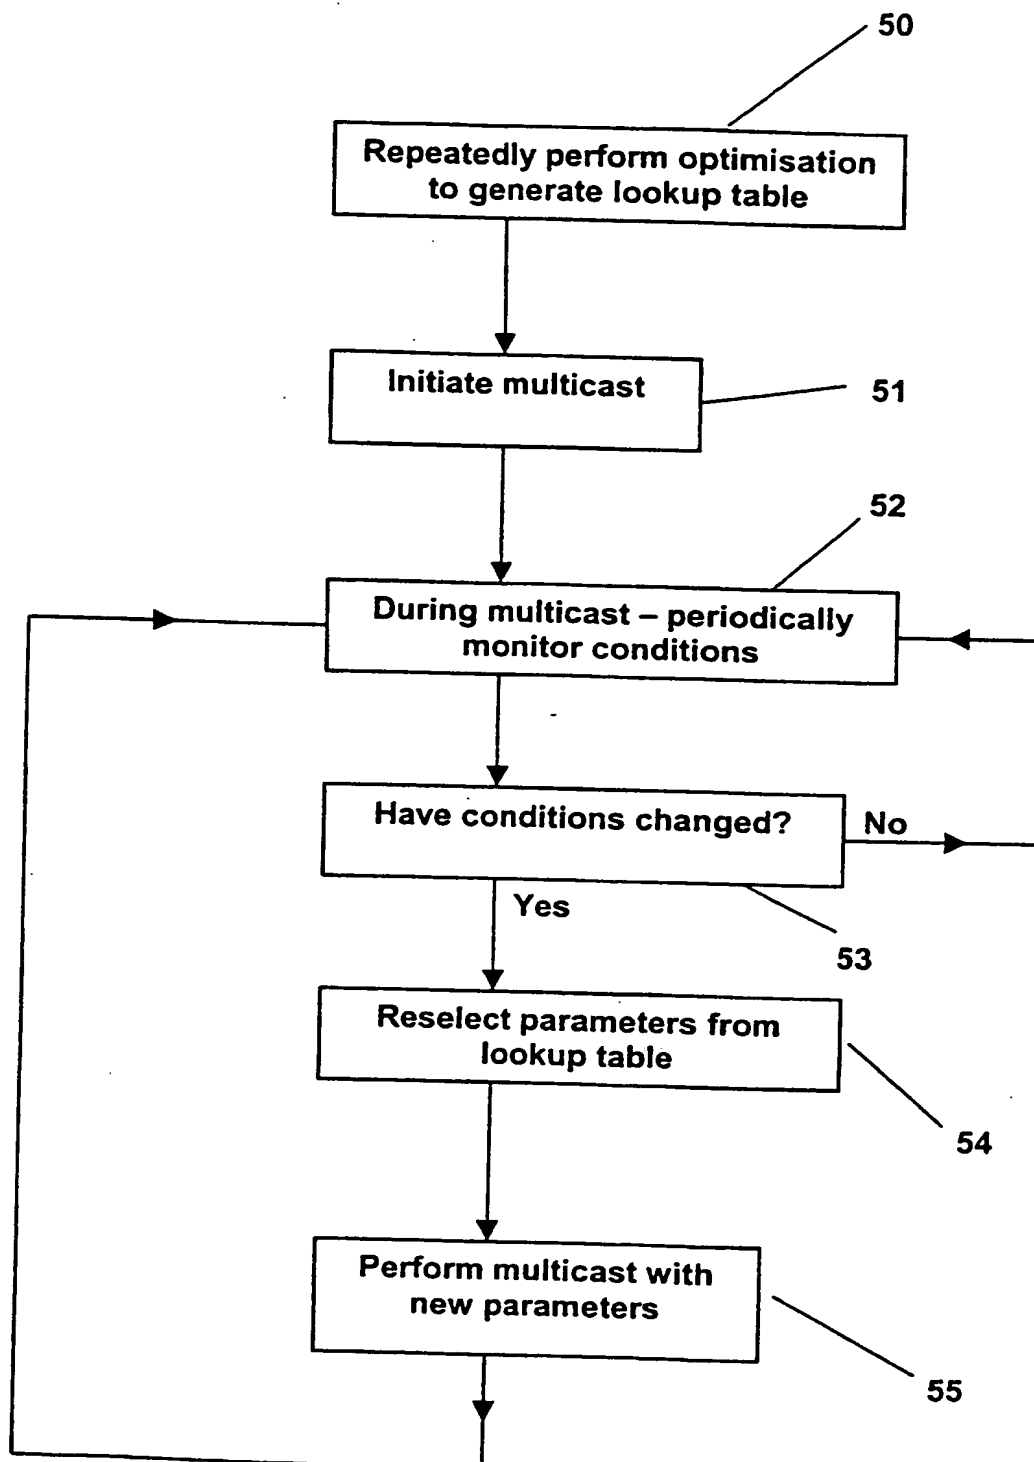 50
Repeatedly perform optimisation
to generate lookup table
Initiate multicast
51
52
During multicast – periodically
monitor conditions
Have conditions changed?
No
Yes
53
Reselect parameters from
lookup table
54
Perform multicast with
new parameters
55